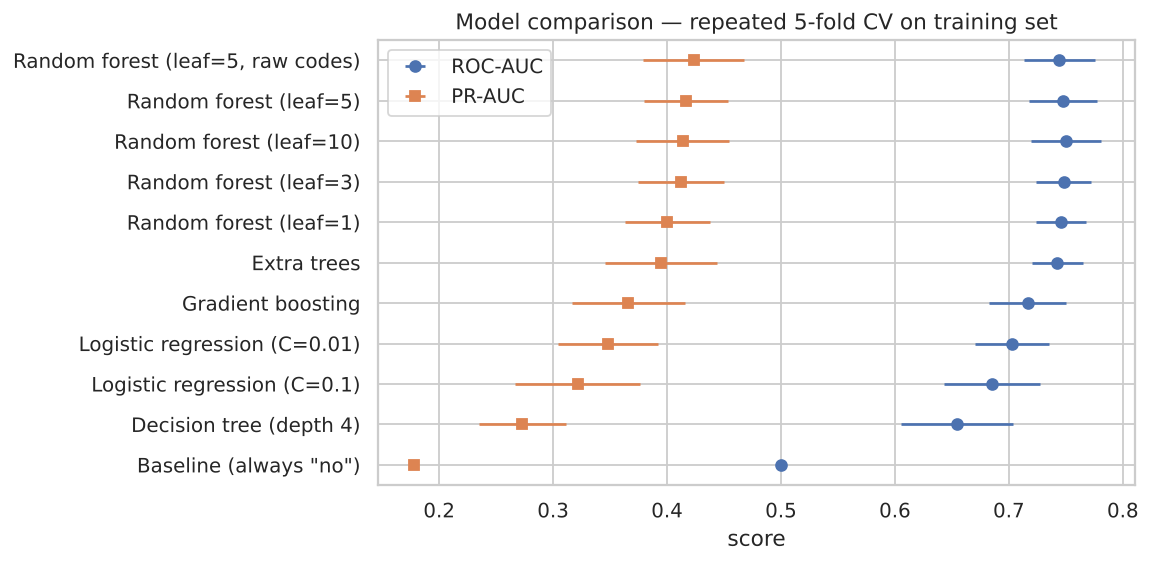 Model comparison — repeated 5-fold CV on training set
ROC-AUC
PR-AUC
Random forest (leaf=5, raw codes)
Random forest (leaf=5)
Random forest (leaf=10)
Random forest (leaf=3)
Random forest (leaf=1)
Extra trees
Gradient boosting
Logistic regression (C=0.01)
Logistic regression (C=0.1)
Decision tree (depth 4)
Baseline (always "no")
0.2 0.3 0.4 0.5 0.6 0.7 0.8
score